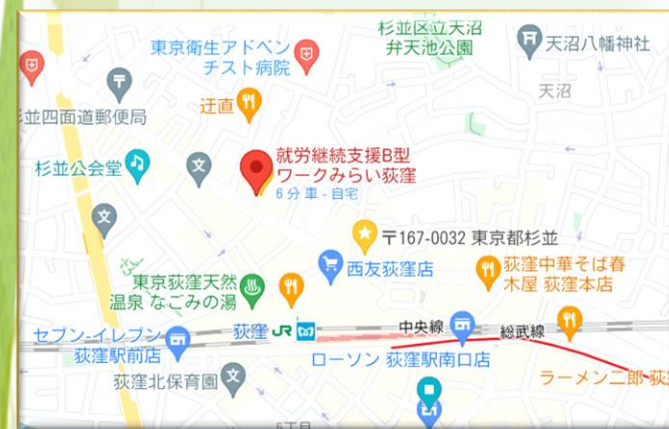 杉並区立天沼
弁天池公園
天沼八幡神社
東京衛生アドベン
チスト病院
天沼
迂直
杉並四面道郵便局
杉並公会堂
就労継続支援B型
ワークみらい荻窪
6 分 車 - 自宅
〒167-0032 東京都杉並
西友荻窪店
荻窪中華そば春
木屋 荻窪本店
東京荻窪天然
温泉 なごみの湯
セブン-イレブン
荻窪駅前店
荻窪 JR
中央線
総武線
ローソン 荻窪駅南口店
荻窪北保育園
ラーメン二郎 荻窪
5丁目